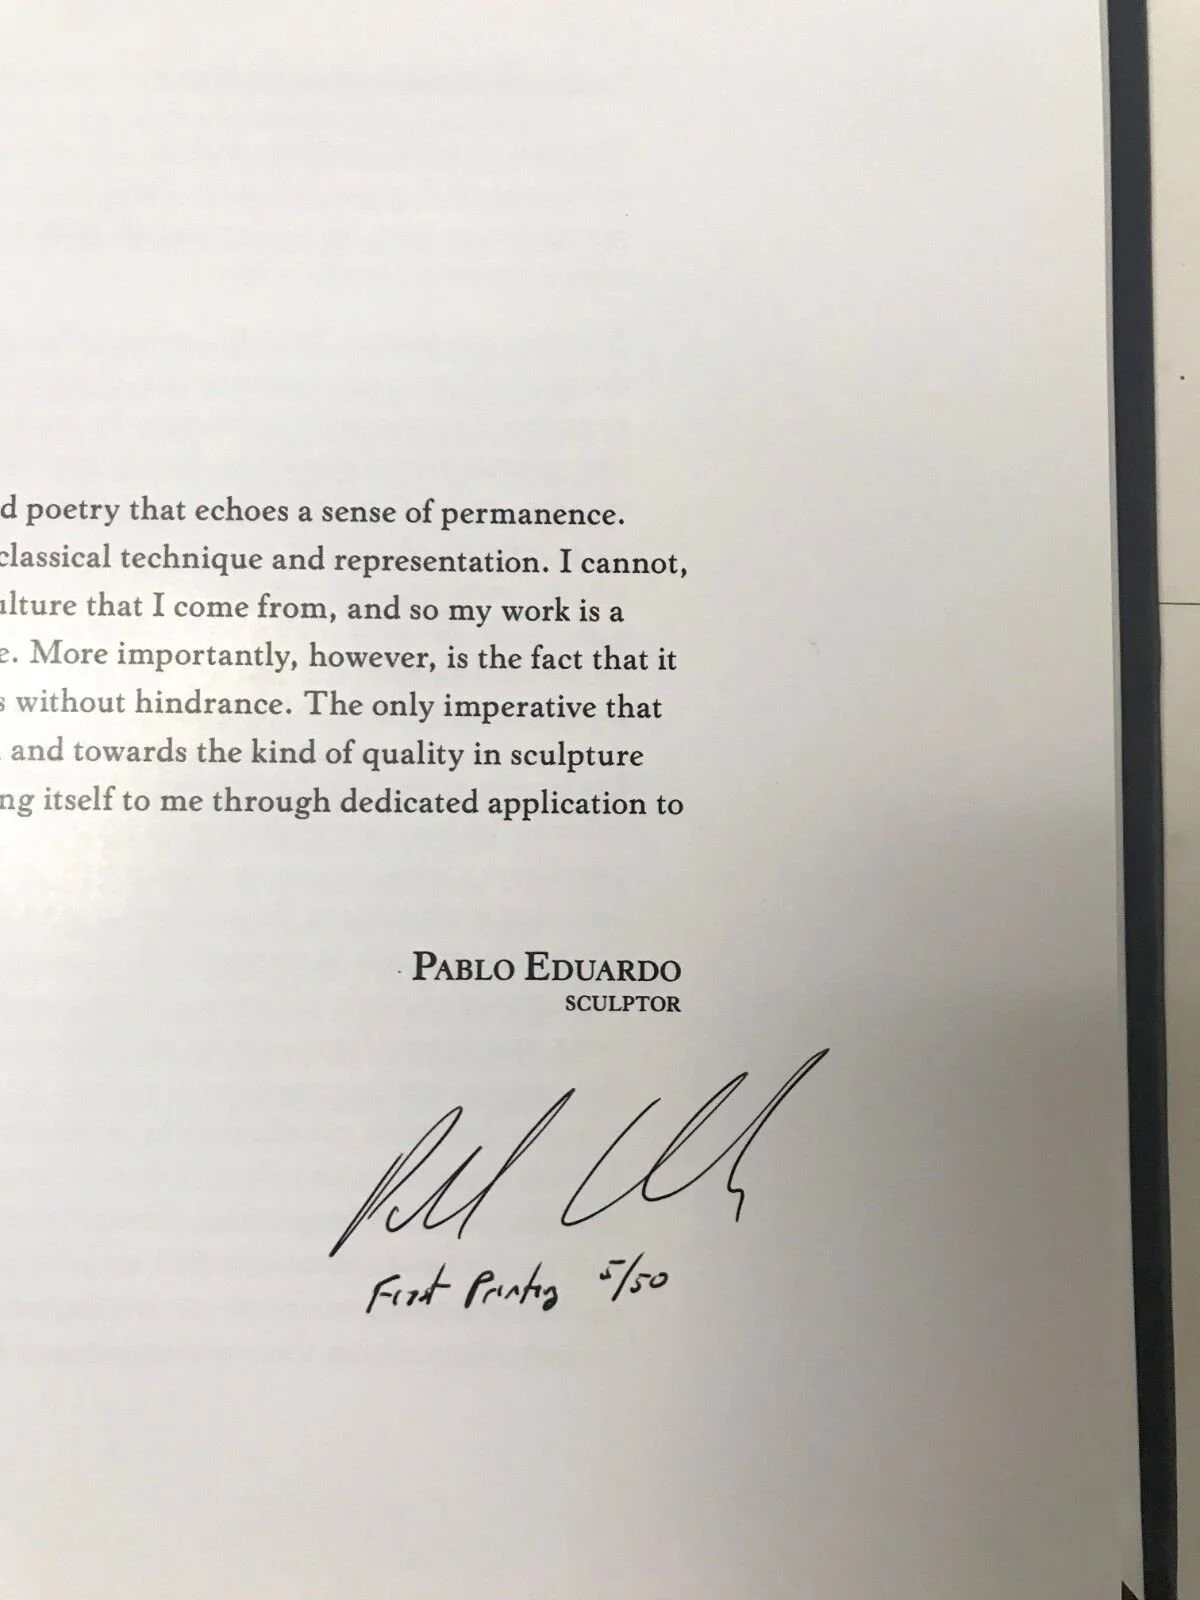 d poetry that echoes a sense of permanence.
classical technique and representation. I cannot,
ulture that I come from, and so my work is a
e. More importantly, however, is the fact that it
s without hindrance. The only imperative that
and towards the kind of quality in sculpture
ng itself to me through dedicated application to
PABLO EDUARDO
SCULPTOR
First Printing 5/50